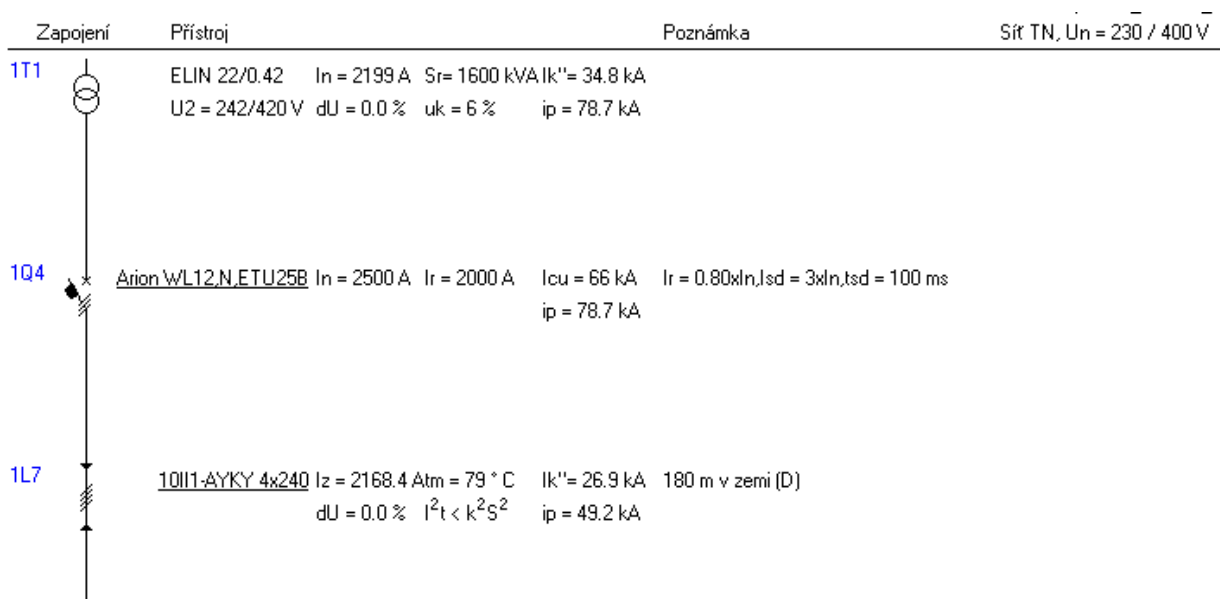 Zapojení Přístroj Poznámka Síť TN, Un = 230 / 400 V
1T1 ELIN 22/0.42 In = 2199 A Sr= 1600 kVA Ik''= 34.8 kA
U2 = 242/420 V dU = 0.0 % uk = 6 % ip = 78.7 kA
1Q4 Arion WL12,N,ETU25B In = 2500 A Ir = 2000 A Icu = 66 kA Ir = 0.80xIn,Isd = 3xIn,tsd = 100 ms
ip = 78.7 kA
1L7 10II1-AYKY 4x240 Iz = 2168.4 A tm = 79 ° C Ik''= 26.9 kA 180 m v zemi (D)
dU = 0.0 % I²t < k²S² ip = 49.2 kA